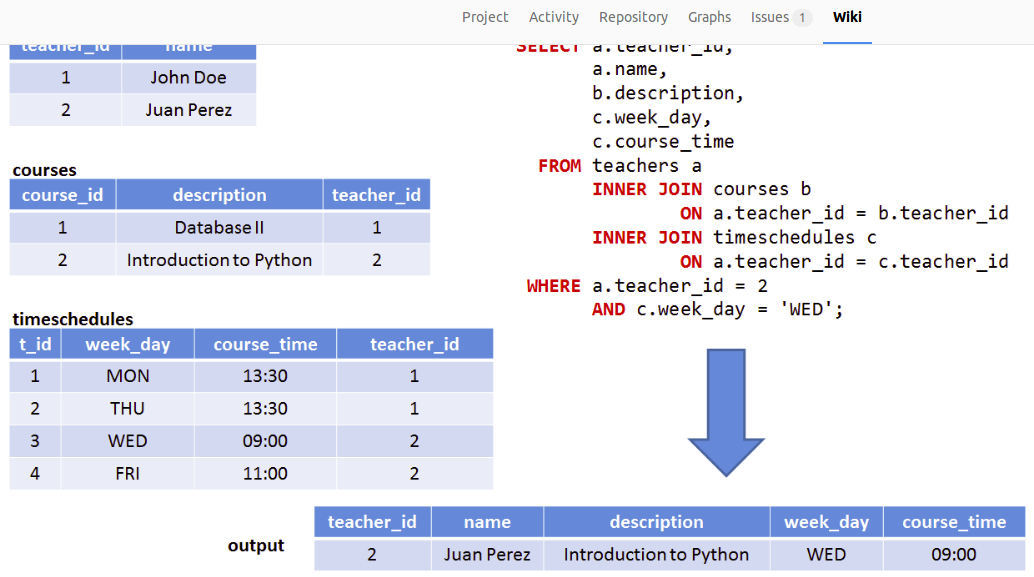 Project Activity Repository Graphs Issues 1 Wiki
teacher_id name
1 John Doe
2 Juan Perez
courses
course_id description teacher_id
1 Database II 1
2 Introduction to Python 2
timeschedules
t_id week_day course_time teacher_id
1 MON 13:30 1
2 THU 13:30 1
3 WED 09:00 2
4 FRI 11:00 2
SELECT a.teacher_id,
a.name,
b.description,
c.week_day,
c.course_time
FROM teachers a
INNER JOIN courses b
ON a.teacher_id = b.teacher_id
INNER JOIN timeschedules c
ON a.teacher_id = c.teacher_id
WHERE a.teacher_id = 2
AND c.week_day = 'WED';
output
teacher_id name description week_day course_time
2 Juan Perez Introduction to Python WED 09:00